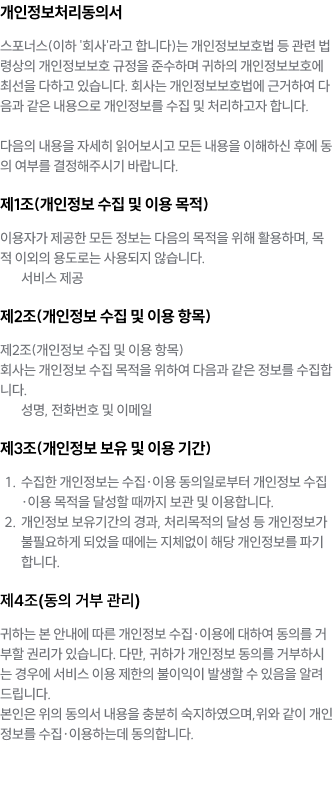 개인정보처리동의서
스포너스(이하 '회사'라고 합니다)는 개인정보보호법 등 관련 법
령상의 개인정보보호 규정을 준수하며 귀하의 개인정보보호에
최선을 다하고 있습니다. 회사는 개인정보보호법에 근거하여 다
음과 같은 내용으로 개인정보를 수집 및 처리하고자 합니다.
다음의 내용을 자세히 읽어보시고 모든 내용을 이해하신 후에 동
의 여부를 결정해주시기 바랍니다.
제1조(개인정보 수집 및 이용 목적)
이용자가 제공한 모든 정보는 다음의 목적을 위해 활용하며, 목
적 이외의 용도로는 사용되지 않습니다.
서비스 제공
제2조(개인정보 수집 및 이용 항목)
제2조(개인정보 수집 및 이용 항목)
회사는 개인정보 수집 목적을 위하여 다음과 같은 정보를 수집합
니다.
성명, 전화번호 및 이메일
제3조(개인정보 보유 및 이용 기간)
1. 수집한 개인정보는 수집·이용 동의일로부터 개인정보 수집
·이용 목적을 달성할 때까지 보관 및 이용합니다.
2. 개인정보 보유기간의 경과, 처리목적의 달성 등 개인정보가
불필요하게 되었을 때에는 지체없이 해당 개인정보를 파기
합니다.
제4조(동의 거부 관리)
귀하는 본 안내에 따른 개인정보 수집·이용에 대하여 동의를 거
부할 권리가 있습니다. 다만, 귀하가 개인정보 동의를 거부하시
는 경우에 서비스 이용 제한의 불이익이 발생할 수 있음을 알려
드립니다.
본인은 위의 동의서 내용을 충분히 숙지하였으며,위와 같이 개인
정보를 수집·이용하는데 동의합니다.